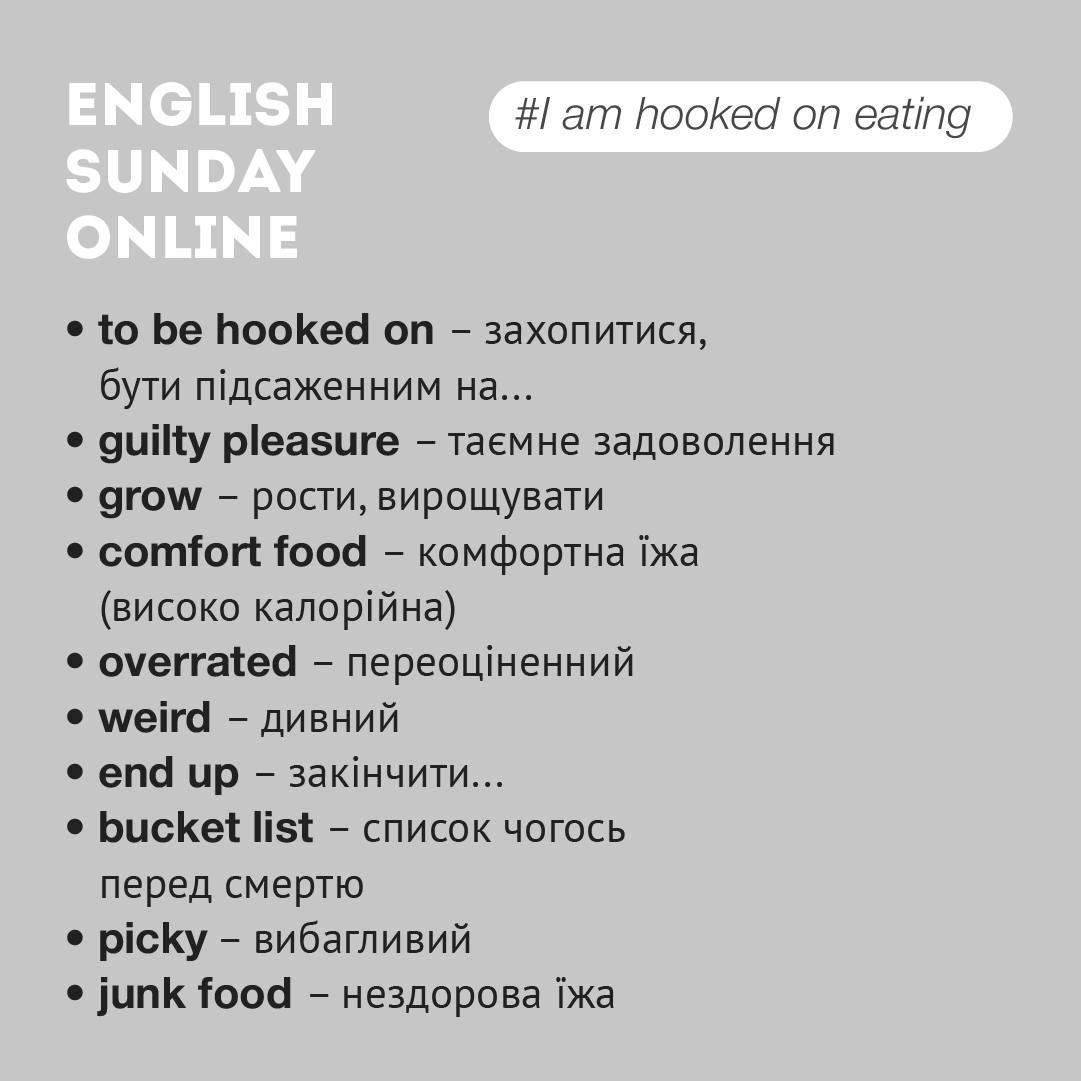 ENGLISH
SUNDAY
ONLINE
#I am hooked on eating
• to be hooked on – захопитися,
бути підсаженним на...
• guilty pleasure – таємне задоволення
• grow – рости, вирощувати
• comfort food – комфортна їжа
(високо калорійна)
• overrated – переоціненний
• weird – дивний
• end up – закінчити...
• bucket list – список чогось
перед смертю
• picky – вибагливий
• junk food – нездорова їжа